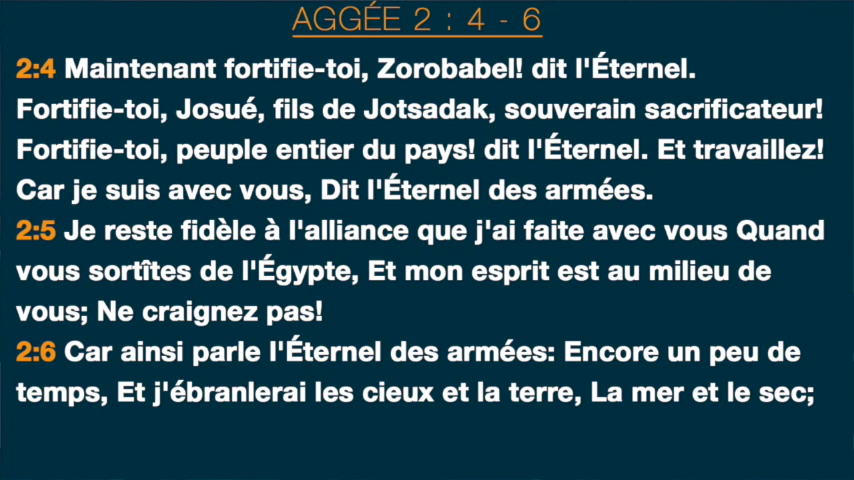 AGGÉE 2 : 4 - 6
2:4 Maintenant fortifie-toi, Zorobabel! dit l'Éternel.
Fortifie-toi, Josué, fils de Jotsadak, souverain sacrificateur!
Fortifie-toi, peuple entier du pays! dit l'Éternel. Et travaillez!
Car je suis avec vous, Dit l'Éternel des armées.
2:5 Je reste fidèle à l'alliance que j'ai faite avec vous Quand
vous sortîtes de l'Égypte, Et mon esprit est au milieu de
vous; Ne craignez pas!
2:6 Car ainsi parle l'Éternel des armées: Encore un peu de
temps, Et j'ébranlerai les cieux et la terre, La mer et le sec;